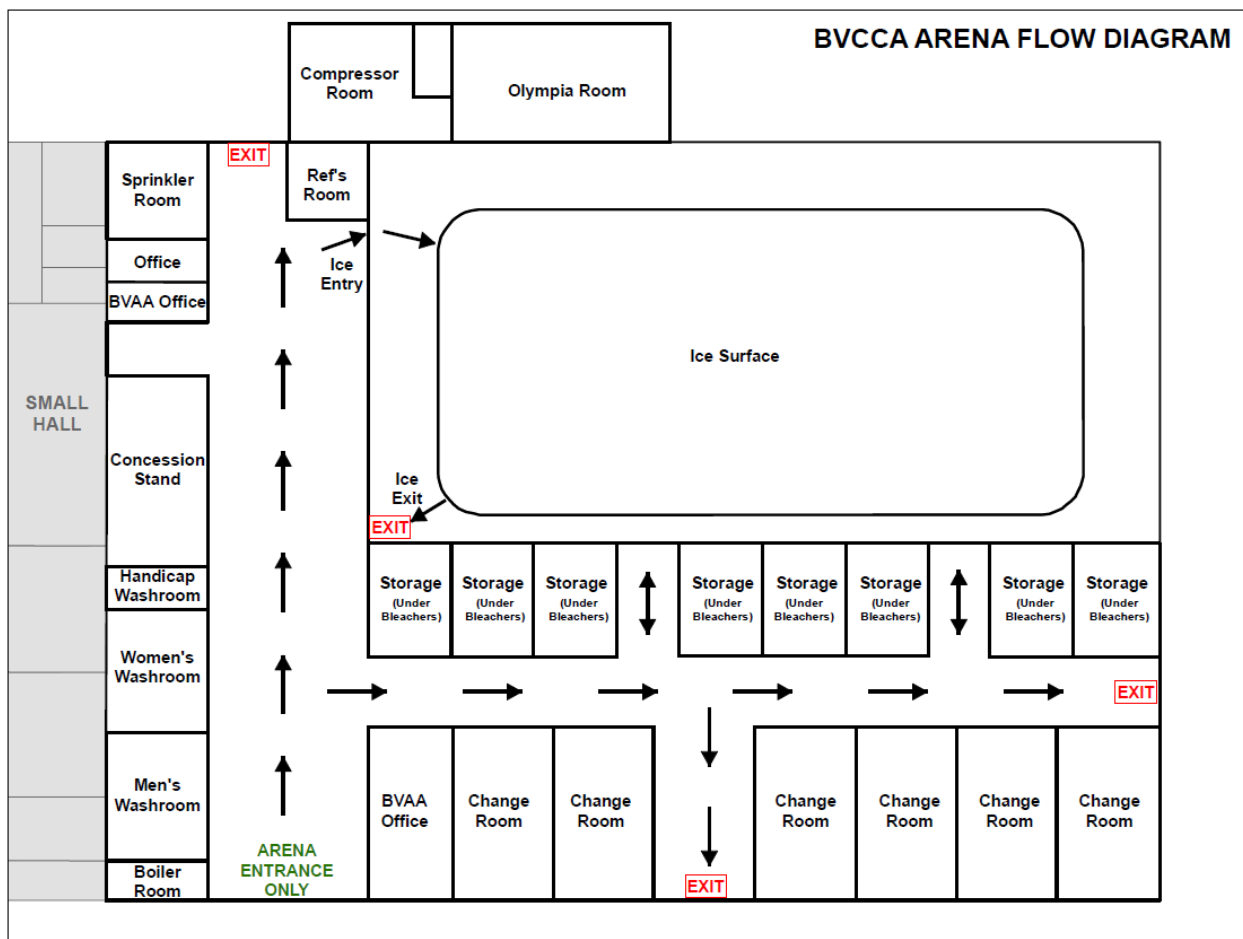 BVCCA ARENA FLOW DIAGRAM
Compressor
Room
Olympia Room
EXIT
Sprinkler
Room
Ref's
Room
Office
Ice
Entry
BVAA Office
Ice Surface
SMALL
HALL
Concession
Stand
Ice
Exit
EXIT
Handicap
Washroom
Storage
(Under
Bleachers)
Storage
(Under
Bleachers)
Storage
(Under
Bleachers)
Storage
(Under
Bleachers)
Storage
(Under
Bleachers)
Storage
(Under
Bleachers)
Storage
(Under
Bleachers)
Storage
(Under
Bleachers)
Women's
Washroom
EXIT
Men's
Washroom
BVAA
Office
Change
Room
Change
Room
Change
Room
Change
Room
Change
Room
Change
Room
ARENA
ENTRANCE
ONLY
Boiler
Room
EXIT